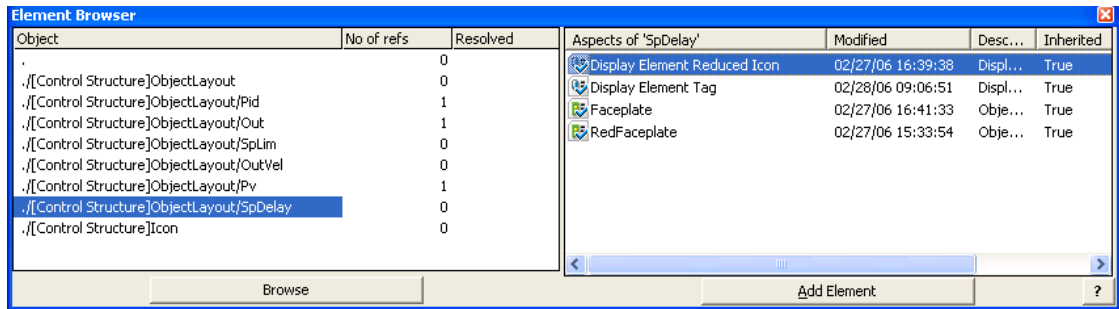 Element Browser
Object No of refs Resolved
. 0
./[Control Structure]ObjectLayout 0
./[Control Structure]ObjectLayout/Pid 1
./[Control Structure]ObjectLayout/Out 1
./[Control Structure]ObjectLayout/SpLim 0
./[Control Structure]ObjectLayout/OutVel 0
./[Control Structure]ObjectLayout/Pv 1
./[Control Structure]ObjectLayout/SpDelay 0
./[Control Structure]Icon 0
Browse
Aspects of 'SpDelay' Modified Desc... Inherited
Display Element Reduced Icon 02/27/06 16:39:38 Displ... True
Display Element Tag 02/28/06 09:06:51 Displ... True
Faceplate 02/27/06 16:41:33 Obje... True
RedFaceplate 02/27/06 15:33:54 Obje... True
Add Element ?